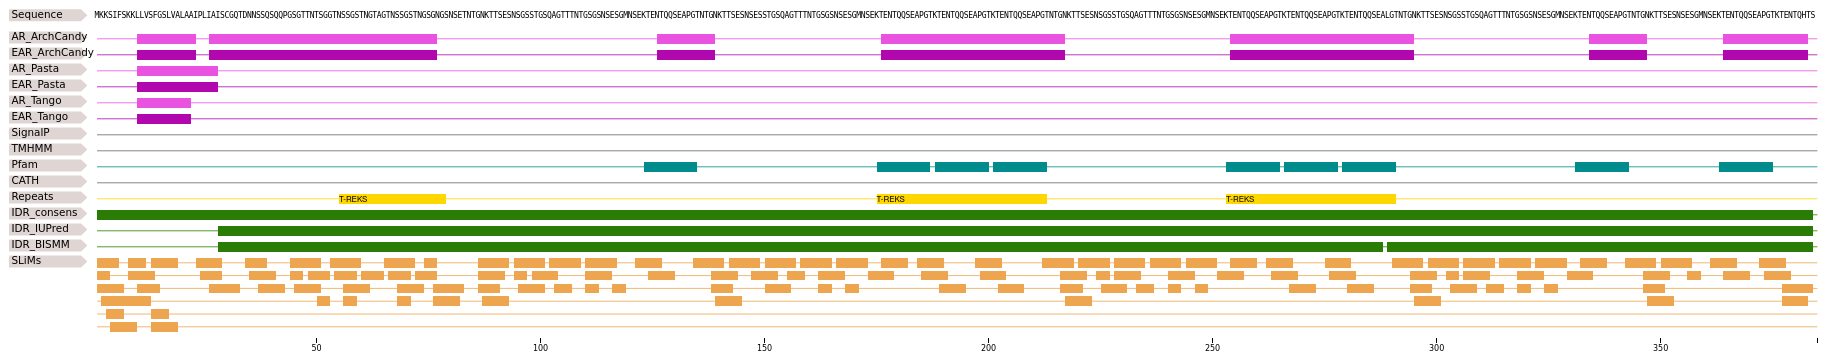 Sequence MKKSIFSKKLLVSFGSLVALAAIPLIAISCGQTDNNSSQSQQPGSGTTNTSGGTNSSGSTNGTAGTNSSGSTNGSGNGSNSETNTGNKTTSESNSGSSTGSQAGTTTNTGSGSNSESGMNSEKTENTQQSEAPGTNTGNKTTSESNSESSTGSQAGTTTNTGSGSNSESGMNSEKTENTQQSEAPGTKTENTQQSEAPGTKTENTQQSEAPGTNTGNKTTSESNSGSSTGSQAGTTTNTGSGSNSESGMNSEKTENTQQSEAPGTKTENTQQSEAPGTKTENTQQSEALGTNTGNKTTSESNSGSSTGSQAGTTTNTGSGSNSESGMNSEKTENTQQSEAPGTNTGNKTTSESNSESGMNSEKTENTQQSEAPGTKTENTQHTS
AR_ArchCandy
EAR_ArchCandy
AR_Pasta
EAR_Pasta
AR_Tango
EAR_Tango
SignalP
TMHMM
Pfam
CATH
Repeats T-REKS T-REKS T-REKS
IDR_consens
IDR_IUPred
IDR_BISMM
SLiMs
50 100 150 200 250 300 350